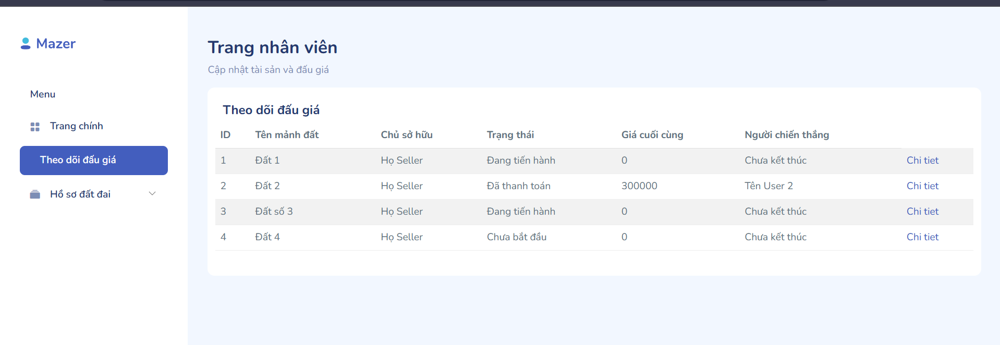 Mazer
Menu
Trang chính
Theo dõi đấu giá
Hồ sơ đất đai
Trang nhân viên
Cập nhật tài sản và đấu giá
Theo dõi đấu giá
ID Tên mảnh đất Chủ sở hữu Trạng thái Giá cuối cùng Người chiến thắng
1 Đất 1 Họ Seller Đang tiến hành 0 Chưa kết thúc Chi tiet
2 Đất 2 Họ Seller Đã thanh toán 300000 Tên User 2 Chi tiet
3 Đất số 3 Họ Seller Đang tiến hành 0 Chưa kết thúc Chi tiet
4 Đất 4 Họ Seller Chưa bắt đầu 0 Chưa kết thúc Chi tiet